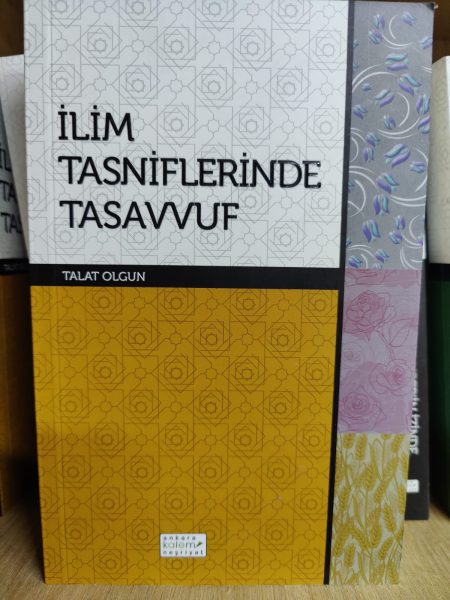 İLİM
TASNİFLERİNDE
TASAVVUF
TALAT OLGUN
ankara
kalem
neşriyat